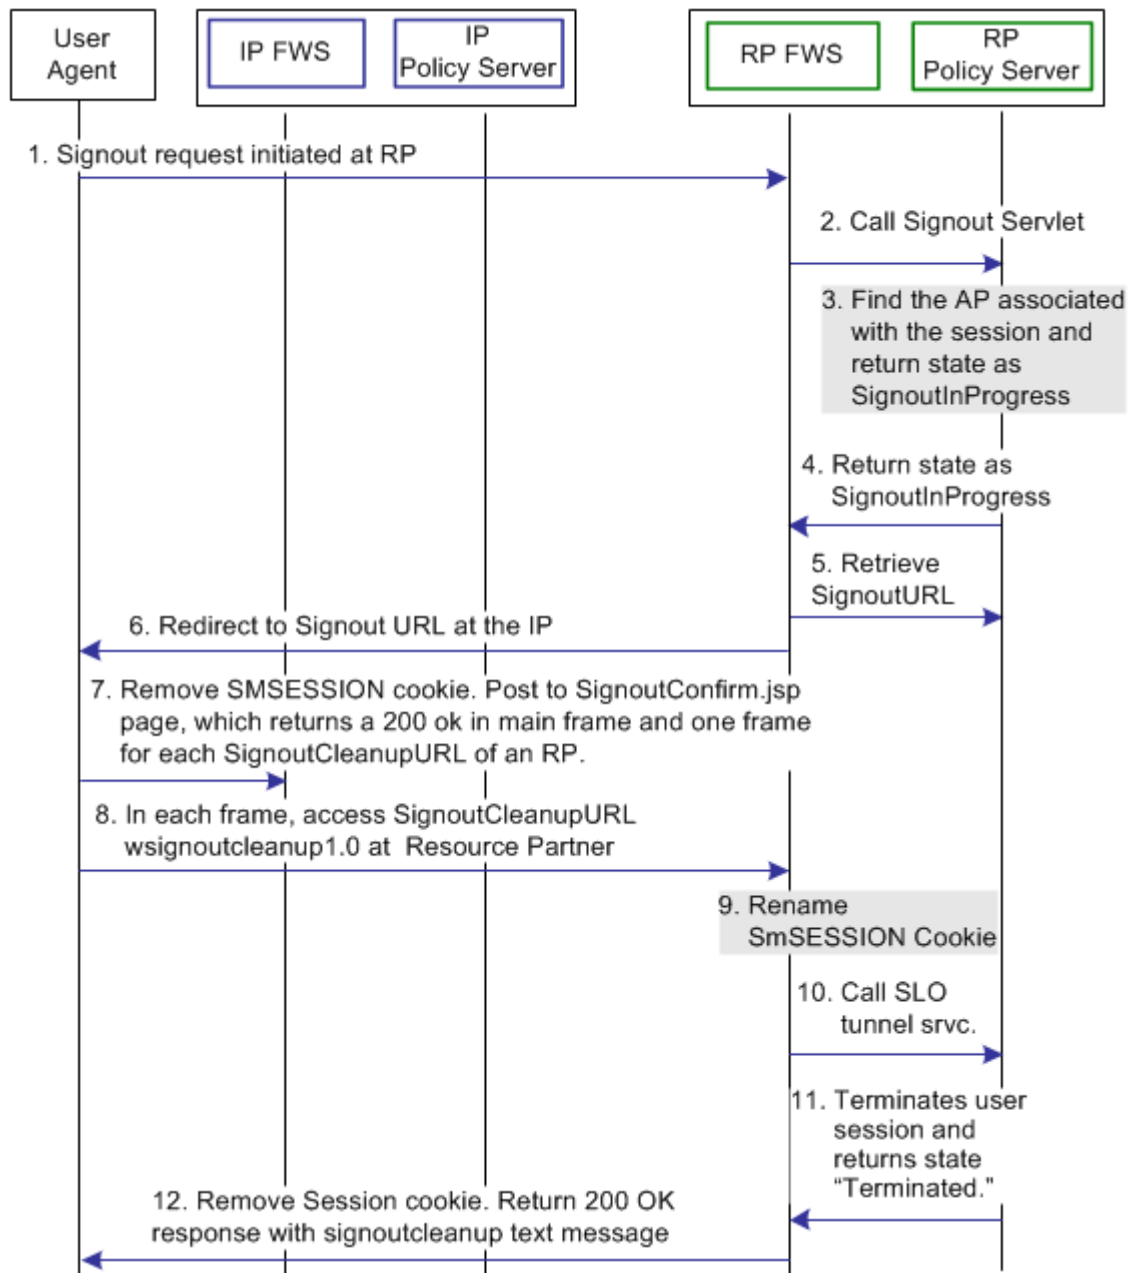 User
Agent
IP FWS
IP
Policy Server
RP FWS
RP
Policy Server
1. Signout request initiated at RP
2. Call Signout Servlet
3. Find the AP associated
with the session and
return state as
SignoutInProgress
4. Return state as
SignoutInProgress
5. Retrieve
SignoutURL
6. Redirect to Signout URL at the IP
7. Remove SMSESSION cookie. Post to SignoutConfirm.jsp
page, which returns a 200 ok in main frame and one frame
for each SignoutCleanupURL of an RP.
8. In each frame, access SignoutCleanupURL
wsignoutcleanup1.0 at Resource Partner
9. Rename
SmSESSION Cookie
10. Call SLO
tunnel srvc.
11. Terminates user
session and
returns state
“Terminated.”
12. Remove Session cookie. Return 200 OK
response with signoutcleanup text message